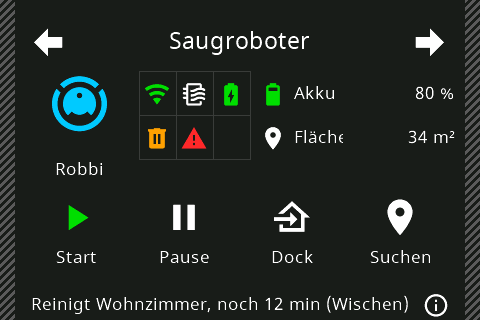 Saugroboter
Akku 80 %
Fläche 34 m²
Robbi
Start Pause Dock Suchen
Reinigt Wohnzimmer, noch 12 min (Wischen)